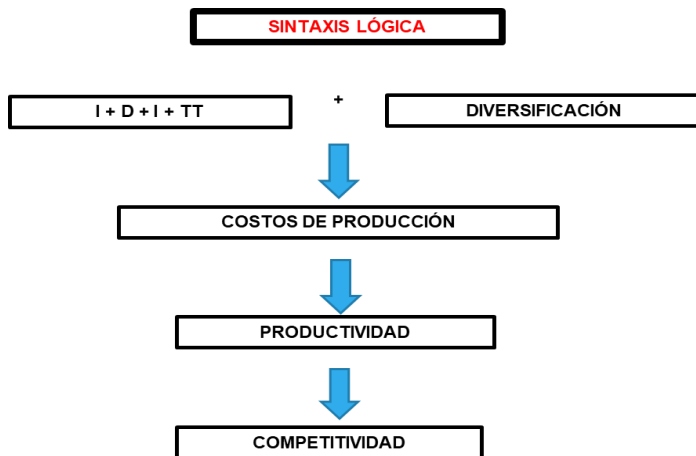 SINTAXIS LÓGICA
I + D + I + TT
+
DIVERSIFICACIÓN
COSTOS DE PRODUCCIÓN
PRODUCTIVIDAD
COMPETITIVIDAD